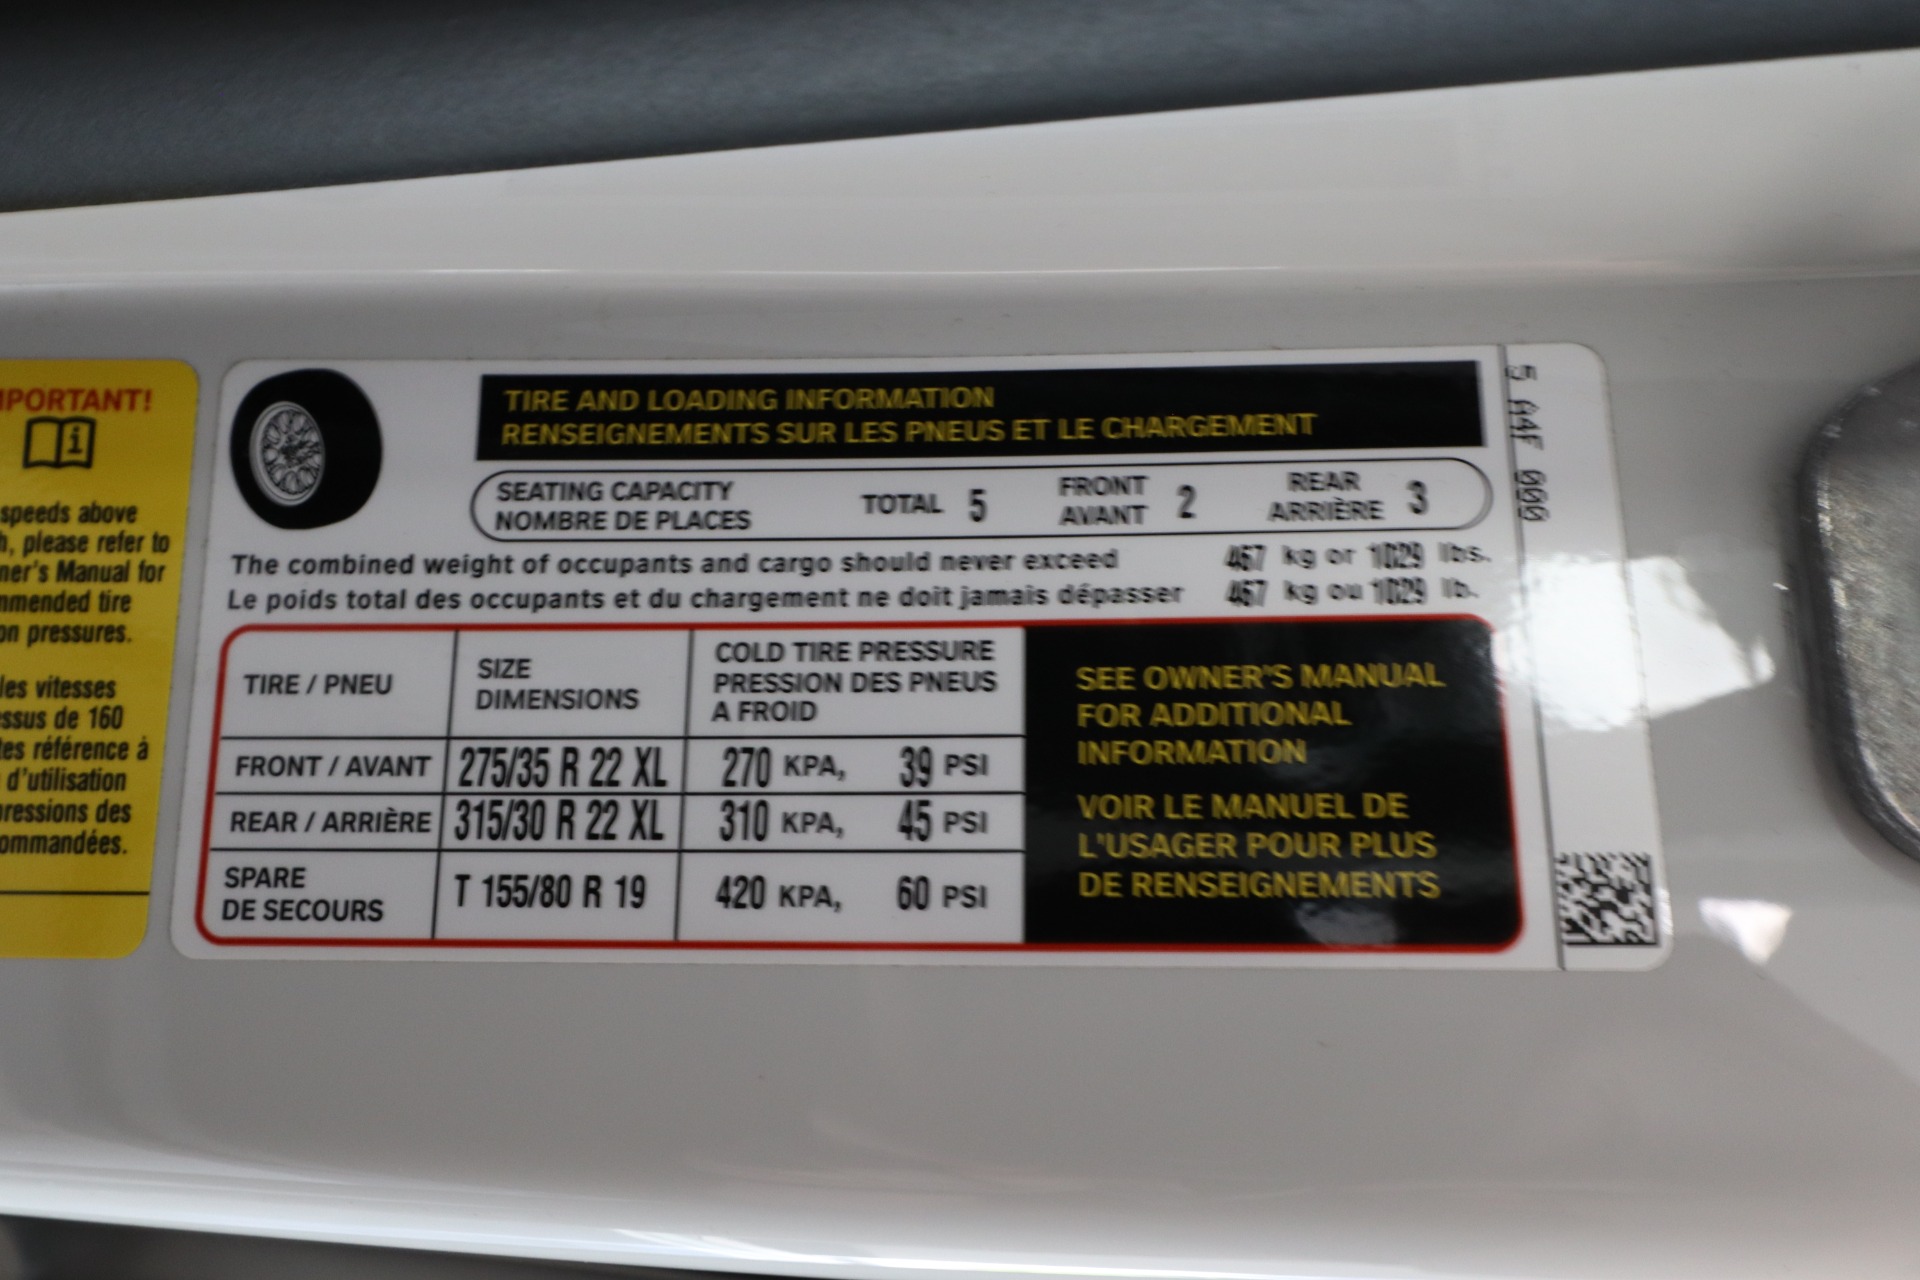 MPORTANT!
speeds above
h, please refer to
ner's Manual for
mmended tire
on pressures.
les vitesses
essus de 160
tes référence à
d'utilisation
pressions des
ommandées.
TIRE AND LOADING INFORMATION
RENSEIGNEMENTS SUR LES PNEUS ET LE CHARGEMENT
SEATING CAPACITY
NOMBRE DE PLACES
TOTAL 5
FRONT
AVANT 2
REAR
ARRIÈRE 3
The combined weight of occupants and cargo should never exceed 467 kg or 1029 lbs.
Le poids total des occupants et du chargement ne doit jamais dépasser 467 kg ou 1029 lb.
TIRE / PNEU
SIZE
DIMENSIONS
COLD TIRE PRESSURE
PRESSION DES PNEUS
A FROID
FRONT / AVANT 275/35 R 22 XL 270 KPA, 39 PSI
REAR / ARRIÈRE 315/30 R 22 XL 310 KPA, 45 PSI
SPARE
DE SECOURS T 155/80 R 19 420 KPA, 60 PSI
SEE OWNER'S MANUAL
FOR ADDITIONAL
INFORMATION
VOIR LE MANUEL DE
L'USAGER POUR PLUS
DE RENSEIGNEMENTS